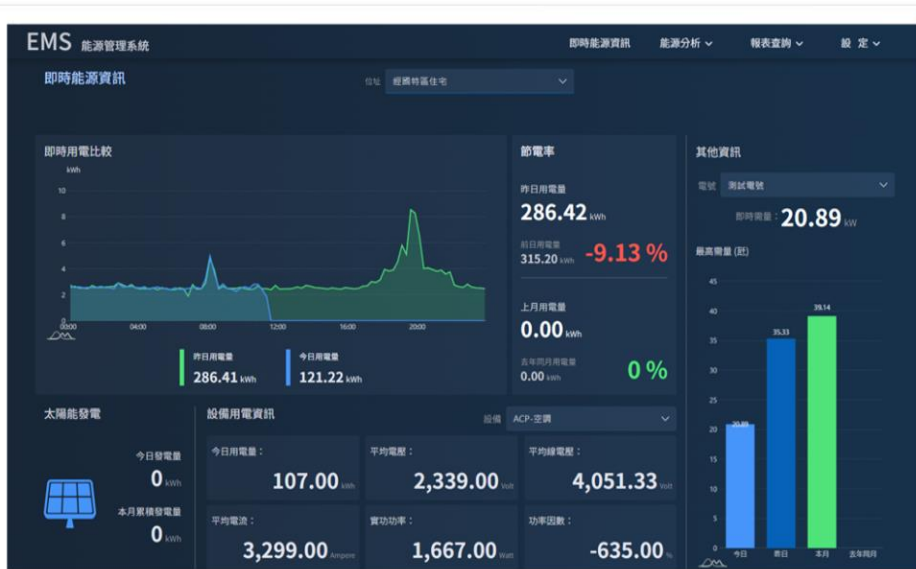 EMS 能源管理系統
即時能源資訊 能源分析 報表查詢 設 定
即時能源資訊
位址 經國特區住宅
即時用電比較
kWh
10
8
6
4
2
0
00:00 04:00 08:00 12:00 16:00 20:00
昨日用電量
286.41 kWh
今日用電量
121.22 kWh
節電率
昨日用電量
286.42 kWh
前日用電量
315.20 kWh
-9.13 %
上月用電量
0.00 kWh
去年同月用電量
0.00 kWh
0 %
其他資訊
電號 測試電號
即時需量： 20.89 kW
最高需量 (瓩)
45
40
35
30
25
20
15
10
5
0
20.89
35.33
39.14
今日 昨日 本月 去年同月
太陽能發電
今日發電量
0 kWh
本月累積發電量
0 kWh
設備用電資訊
設備 ACP-空調
今日用電量：
107.00 kWh
平均電壓：
2,339.00 Volt
平均線電壓：
4,051.33 Volt
平均電流：
3,299.00 Ampere
實功功率：
1,667.00 Watt
功率因數：
-635.00 %